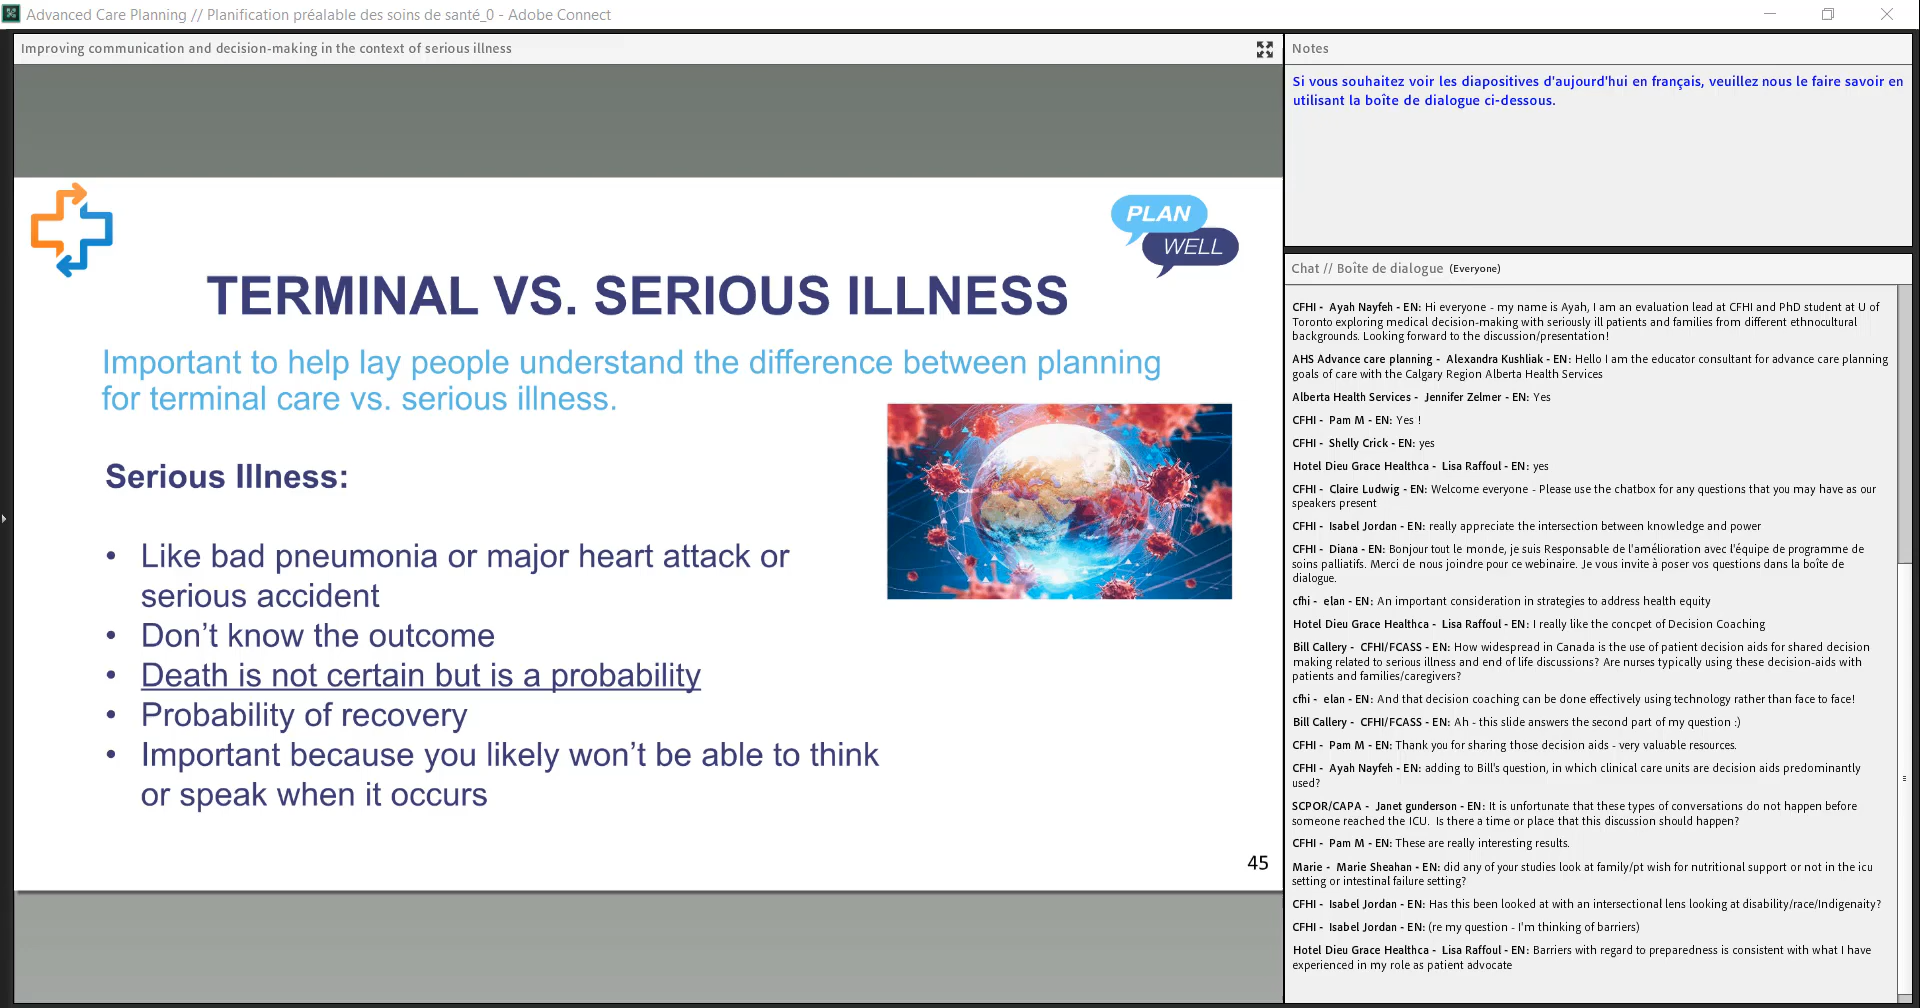 Advanced Care Planning // Planification préalable des soins de santé_0 - Adobe Connect
Improving communication and decision-making in the context of serious illness
PLAN
WELL
TERMINAL VS. SERIOUS ILLNESS
Important to help lay people understand the difference between planning
for terminal care vs. serious illness.
Serious Illness:
• Like bad pneumonia or major heart attack or
serious accident
• Don’t know the outcome
• Death is not certain but is a probability
• Probability of recovery
• Important because you likely won’t be able to think
or speak when it occurs
45
Notes
Si vous souhaitez voir les diapositives d'aujourd'hui en français, veuillez nous le faire savoir en
utilisant la boîte de dialogue ci-dessous.
Chat // Boîte de dialogue (Everyone)
CFHI - Ayah Nayfeh - EN: Hi everyone - my name is Ayah, I am an evaluation lead at CFHI and PhD student at U of
Toronto exploring medical decision-making with seriously ill patients and families from different ethnocultural
backgrounds. Looking forward to the discussion/presentation!
AHS Advance care planning - Alexandra Kushliak - EN: Hello I am the educator consultant for advance care planning
goals of care with the Calgary Region Alberta Health Services
Alberta Health Services - Jennifer Zelmer - EN: Yes
CFHI - Pam M - EN: Yes !
CFHI - Shelly Crick - EN: yes
Hotel Dieu Grace Healthca - Lisa Raffoul - EN: yes
CFHI - Claire Ludwig - EN: Welcome everyone - Please use the chatbox for any questions that you may have as our
speakers present
CFHI - Isabel Jordan - EN: really appreciate the intersection between knowledge and power
CFHI - Diana - EN: Bonjour tout le monde, je suis Responsable de l'amélioration avec l'équipe de programme de
soins palliatifs. Merci de nous joindre pour ce webinaire. Je vous invite à poser vos questions dans la boîte de
dialogue.
cfhi - elan - EN: An important consideration in strategies to address health equity
Hotel Dieu Grace Healthca - Lisa Raffoul - EN: I really like the concpet of Decision Coaching
Bill Callery - CFHI/FCASS - EN: How widespread in Canada is the use of patient decision aids for shared decision
making related to serious illness and end of life discussions? Are nurses typically using these decision-aids with
patients and families/caregivers?
cfhi - elan - EN: And that decision coaching can be done effectively using technology rather than face to face!
Bill Callery - CFHI/FCASS - EN: Ah - this slide answers the second part of my question :)
CFHI - Pam M - EN: Thank you for sharing those decision aids - very valuable resources.
CFHI - Ayah Nayfeh - EN: adding to Bill's question, in which clinical care units are decision aids predominantly
used?
SCPOR/CAPA - Janet gunderson - EN: It is unfortunate that these types of conversations do not happen before
someone reached the ICU. Is there a time or place that this discussion should happen?
CFHI - Pam M - EN: These are really interesting results.
Marie - Marie Sheahan - EN: did any of your studies look at family/pt wish for nutritional support or not in the icu
setting or intestinal failure setting?
CFHI - Isabel Jordan - EN: Has this been looked at with an intersectional lens looking at disability/race/Indigenaity?
CFHI - Isabel Jordan - EN: (re my question - I'm thinking of barriers)
Hotel Dieu Grace Healthca - Lisa Raffoul - EN: Barriers with regard to preparedness is consistent with what I have
experienced in my role as patient advocate